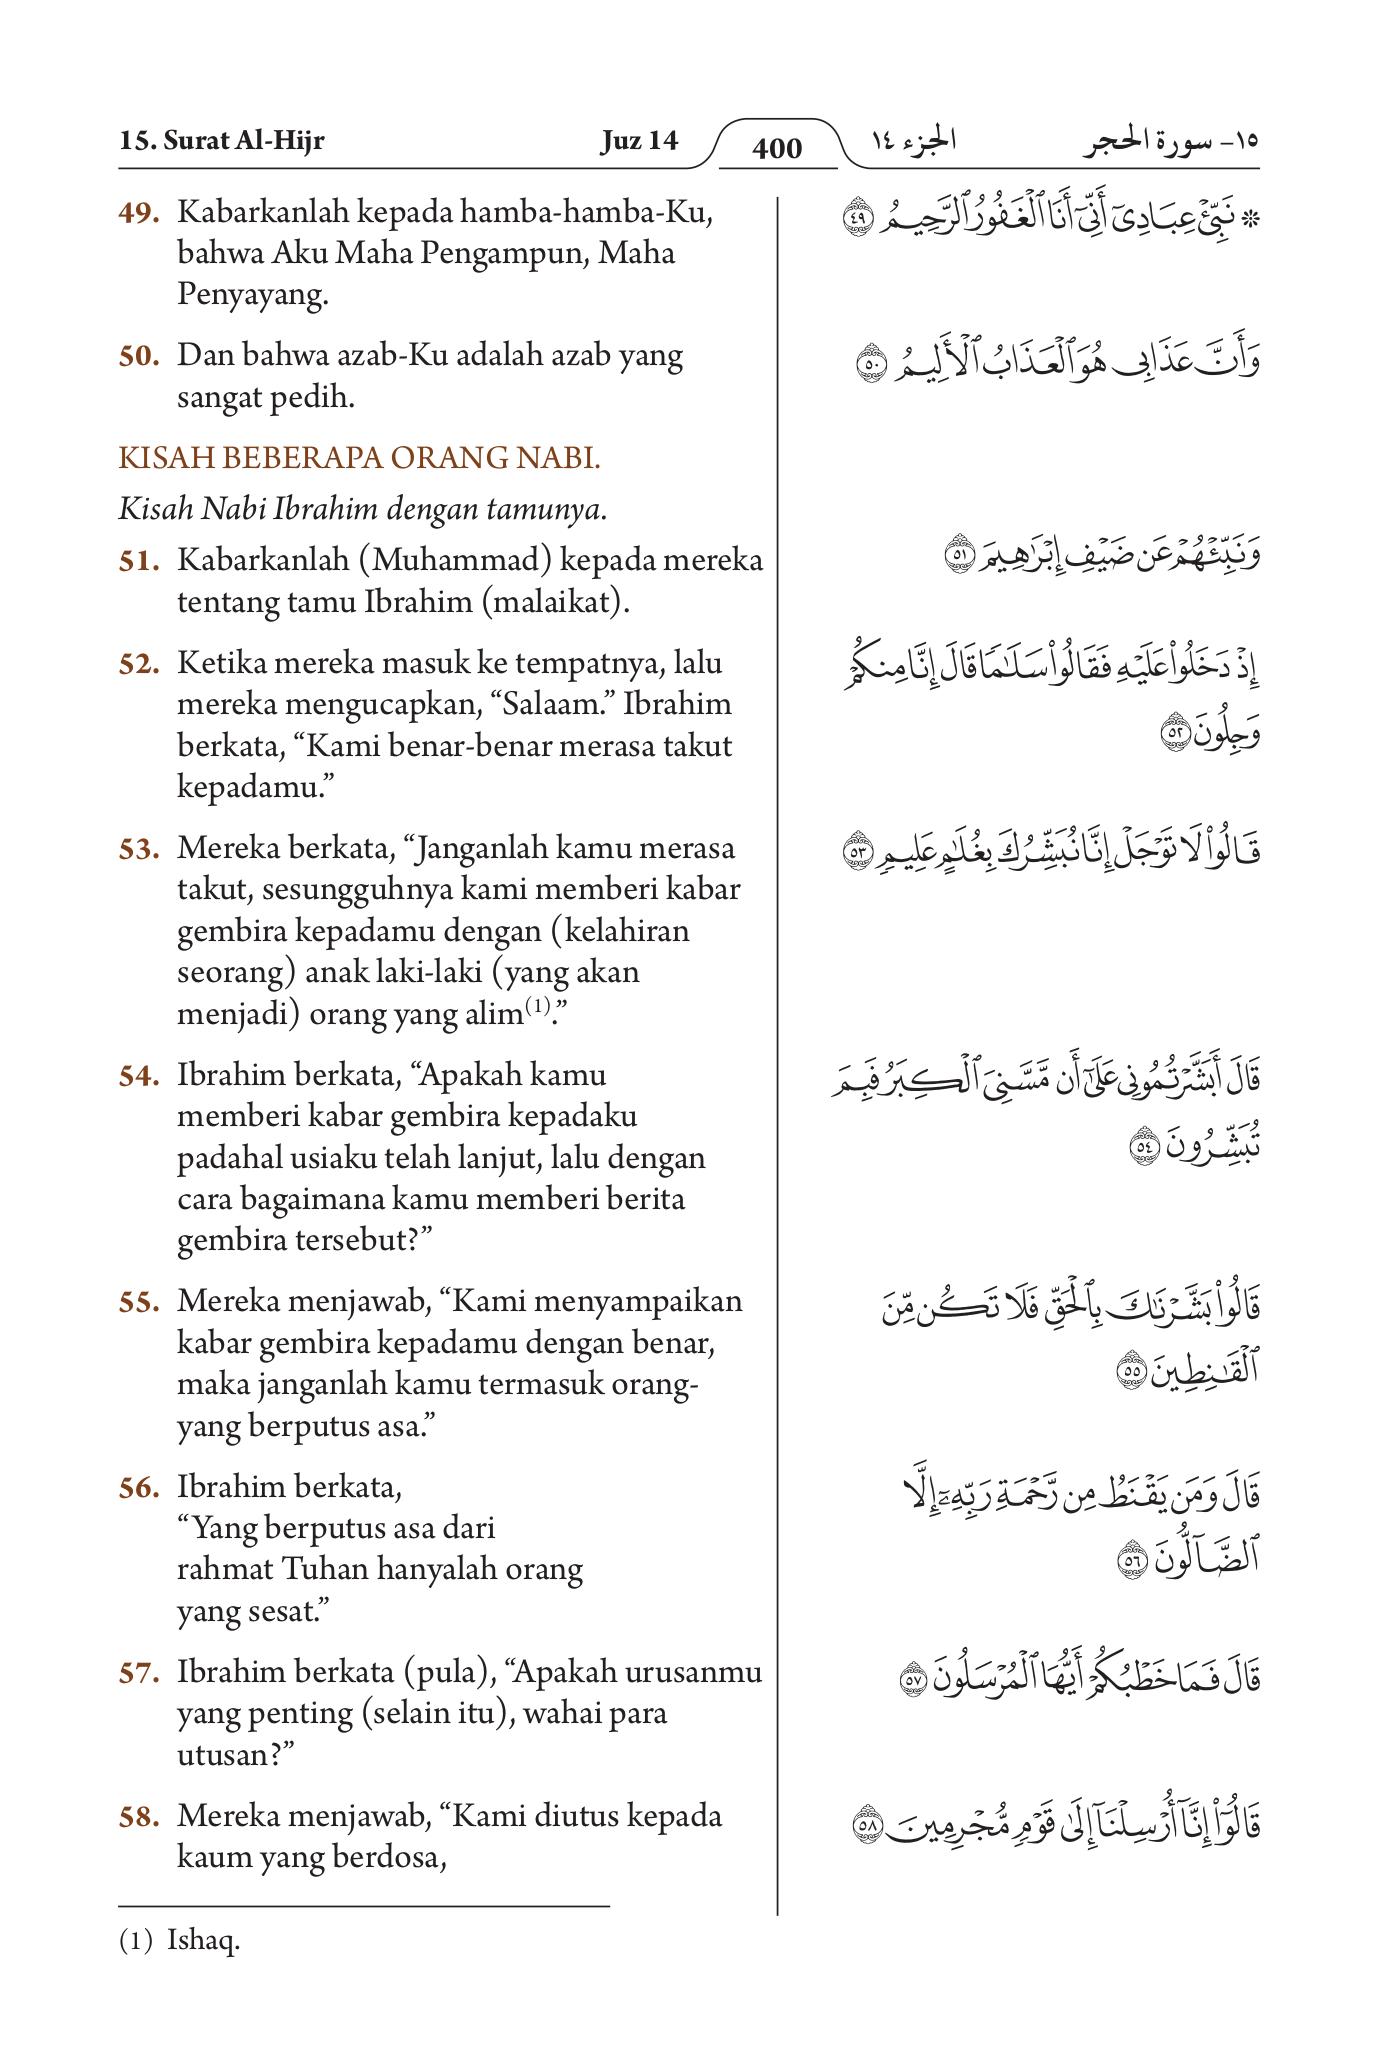 15. Surat Al-Hijr Juz 14 400 الجزء ١٤ ١٥- سورة الحجر
49. Kabarkanlah kepada hamba-hamba-Ku,
bahwa Aku Maha Pengampun, Maha
Penyayang.
50. Dan bahwa azab-Ku adalah azab yang
sangat pedih.
KISAH BEBERAPA ORANG NABI.
Kisah Nabi Ibrahim dengan tamunya.
51. Kabarkanlah (Muhammad) kepada mereka
tentang tamu Ibrahim (malaikat).
52. Ketika mereka masuk ke tempatnya, lalu
mereka mengucapkan, “Salaam.” Ibrahim
berkata, “Kami benar-benar merasa takut
kepadamu.”
53. Mereka berkata, “Janganlah kamu merasa
takut, sesungguhnya kami memberi kabar
gembira kepadamu dengan (kelahiran
seorang) anak laki-laki (yang akan
menjadi) orang yang alim(1).”
54. Ibrahim berkata, “Apakah kamu
memberi kabar gembira kepadaku
padahal usiaku telah lanjut, lalu dengan
cara bagaimana kamu memberi berita
gembira tersebut?”
55. Mereka menjawab, “Kami menyampaikan
kabar gembira kepadamu dengan benar,
maka janganlah kamu termasuk orang-
yang berputus asa.”
56. Ibrahim berkata,
“Yang berputus asa dari
rahmat Tuhan hanyalah orang
yang sesat.”
57. Ibrahim berkata (pula), “Apakah urusanmu
yang penting (selain itu), wahai para
utusan?”
58. Mereka menjawab, “Kami diutus kepada
kaum yang berdosa,
(1) Ishaq.
* نَبِّئْ عِبَادِىٓ أَنِّىٓ أَنَا ٱلْغَفُورُ ٱلرَّحِيمُ ٤٩
وَأَنَّ عَذَابِى هُوَ ٱلْعَذَابُ ٱلْأَلِيمُ ٥٠
وَنَبِّئْهُمْ عَن ضَيْفِ إِبْرَٰهِيمَ ٥١
إِذْ دَخَلُوا۟ عَلَيْهِ فَقَالُوا۟ سَلَٰمًا قَالَ إِنَّا مِنكُمْ
وَجِلُونَ ٥٢
قَالُوا۟ لَا تَوْجَلْ إِنَّا نُبَشِّرُكَ بِغُلَٰمٍ عَلِيمٍ ٥٣
قَالَ أَبَشَّرْتُمُونِى عَلَىٰٓ أَن مَّسَّنِىَ ٱلْكِبَرُ فَبِمَ
تُبَشِّرُونَ ٥٤
قَالُوا۟ بَشَّرْنَٰكَ بِٱلْحَقِّ فَلَا تَكُن مِّنَ
ٱلْقَٰنِطِينَ ٥٥
قَالَ وَمَن يَقْنَطُ مِن رَّحْمَةِ رَبِّهِۦٓ إِلَّا
ٱلضَّآلُّونَ ٥٦
قَالَ فَمَا خَطْبُكُمْ أَيُّهَا ٱلْمُرْسَلُونَ ٥٧
قَالُوٓا۟ إِنَّآ أُرْسِلْنَآ إِلَىٰ قَوْمٍ مُّجْرِمِينَ ٥٨